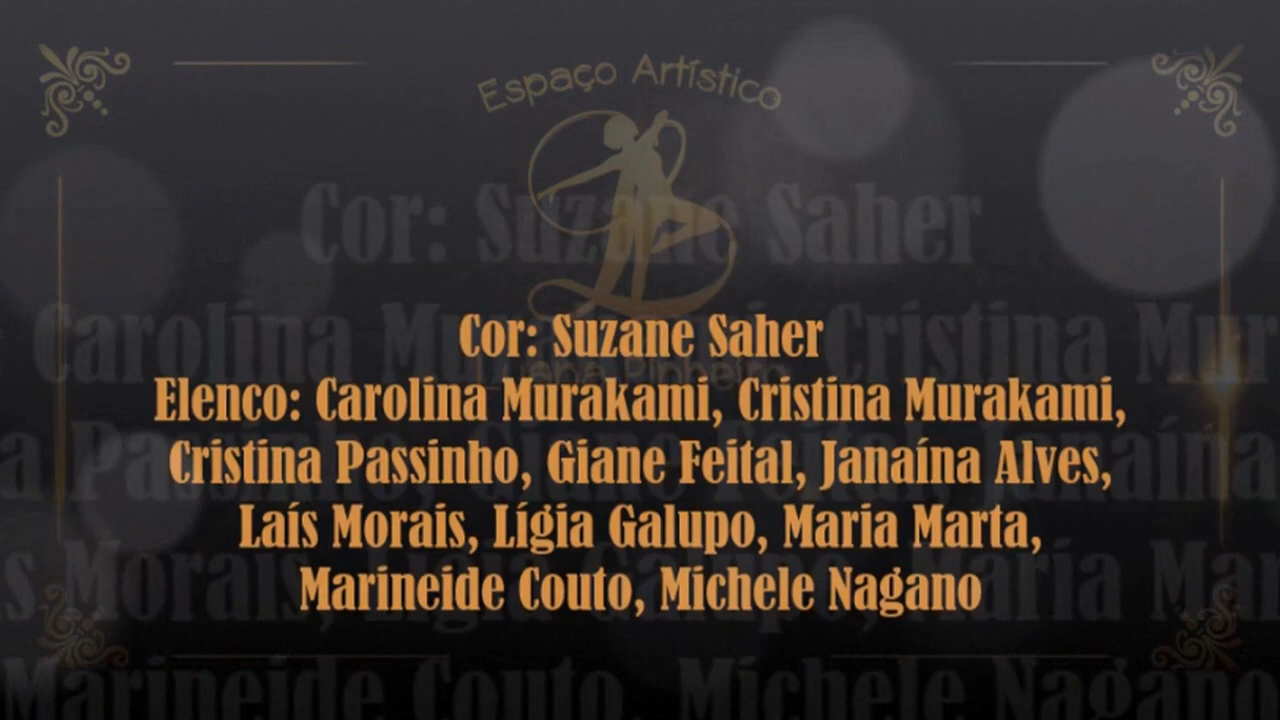 Espaço Artístico
Cor: Suzane Saher
Elenco: Carolina Murakami, Cristina Murakami,
Cristina Passinho, Giane Feital, Janaína Alves,
Laís Morais, Lígia Galupo, Maria Marta,
Marineide Couto, Michele Nagano